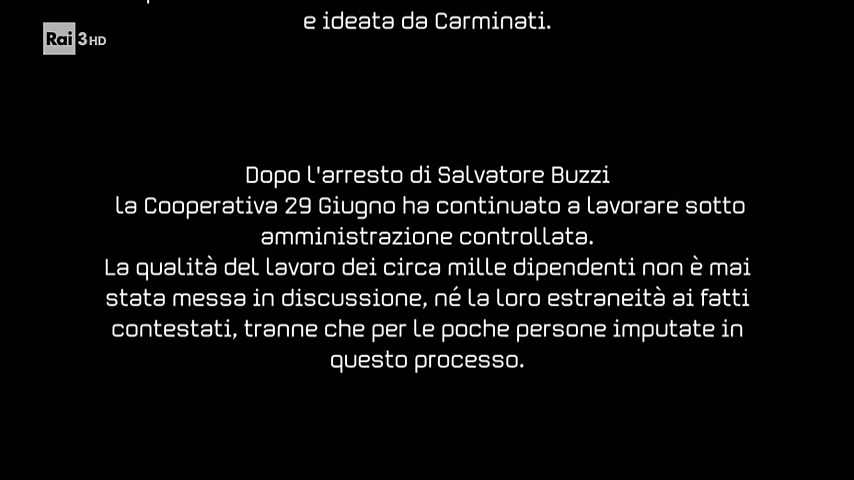 e ideata da Carminati.
Rai 3HD
Dopo l'arresto di Salvatore Buzzi
la Cooperativa 29 Giugno ha continuato a lavorare sotto
amministrazione controllata.
La qualità del lavoro dei circa mille dipendenti non è mai
stata messa in discussione, né la loro estraneità ai fatti
contestati, tranne che per le poche persone imputate in
questo processo.